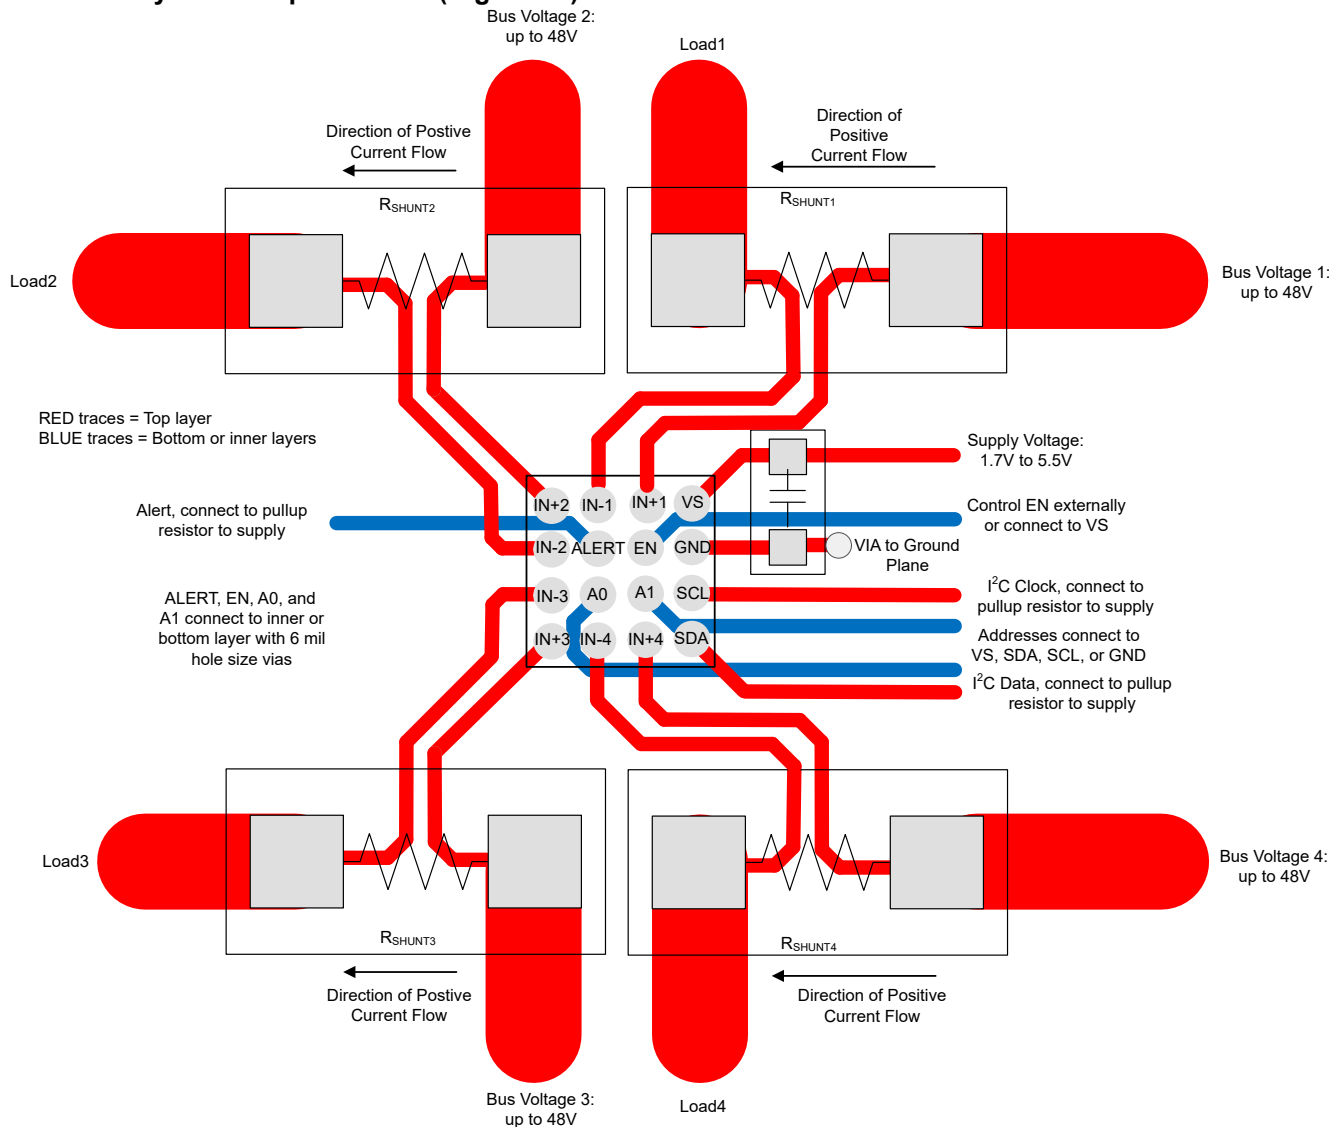 Bus Voltage 2:
up to 48V
Load1
Direction of Postive
Current Flow
Direction of
Positive
Current Flow
RSHUNT2
RSHUNT1
Load2
Bus Voltage 1:
up to 48V
RED traces = Top layer
BLUE traces = Bottom or inner layers
Supply Voltage:
1.7V to 5.5V
Alert, connect to pullup
resistor to supply
Control EN externally
or connect to VS
IN+2 IN-1 IN+1 VS
IN-2 ALERT EN GND
VIA to Ground
Plane
ALERT, EN, A0, and
A1 connect to inner or
bottom layer with 6 mil
hole size vias
IN-3 A0 A1 SCL
IN+3 IN-4 IN+4 SDA
I2C Clock, connect to
pullup resistor to supply
Addresses connect to
VS, SDA, SCL, or GND
I2C Data, connect to pullup
resistor to supply
Load3
Bus Voltage 4:
up to 48V
RSHUNT3
RSHUNT4
Direction of Postive
Current Flow
Direction of Positive
Current Flow
Bus Voltage 3:
up to 48V
Load4